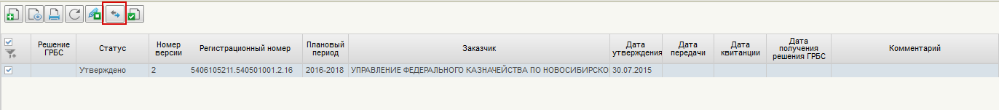 Решение ГРБС
Статус
Номер версии
Регистрационный номер
Плановый период
Заказчик
Дата утверждения
Дата передачи
Дата квитанции
Дата получения решения ГРБС
Комментарий
Утверждено 2 5406105211.540501001.2.16 2016-2018 УПРАВЛЕНИЕ ФЕДЕРАЛЬНОГО КАЗНАЧЕЙСТВА ПО НОВОСИБИРСКО 30.07.2015